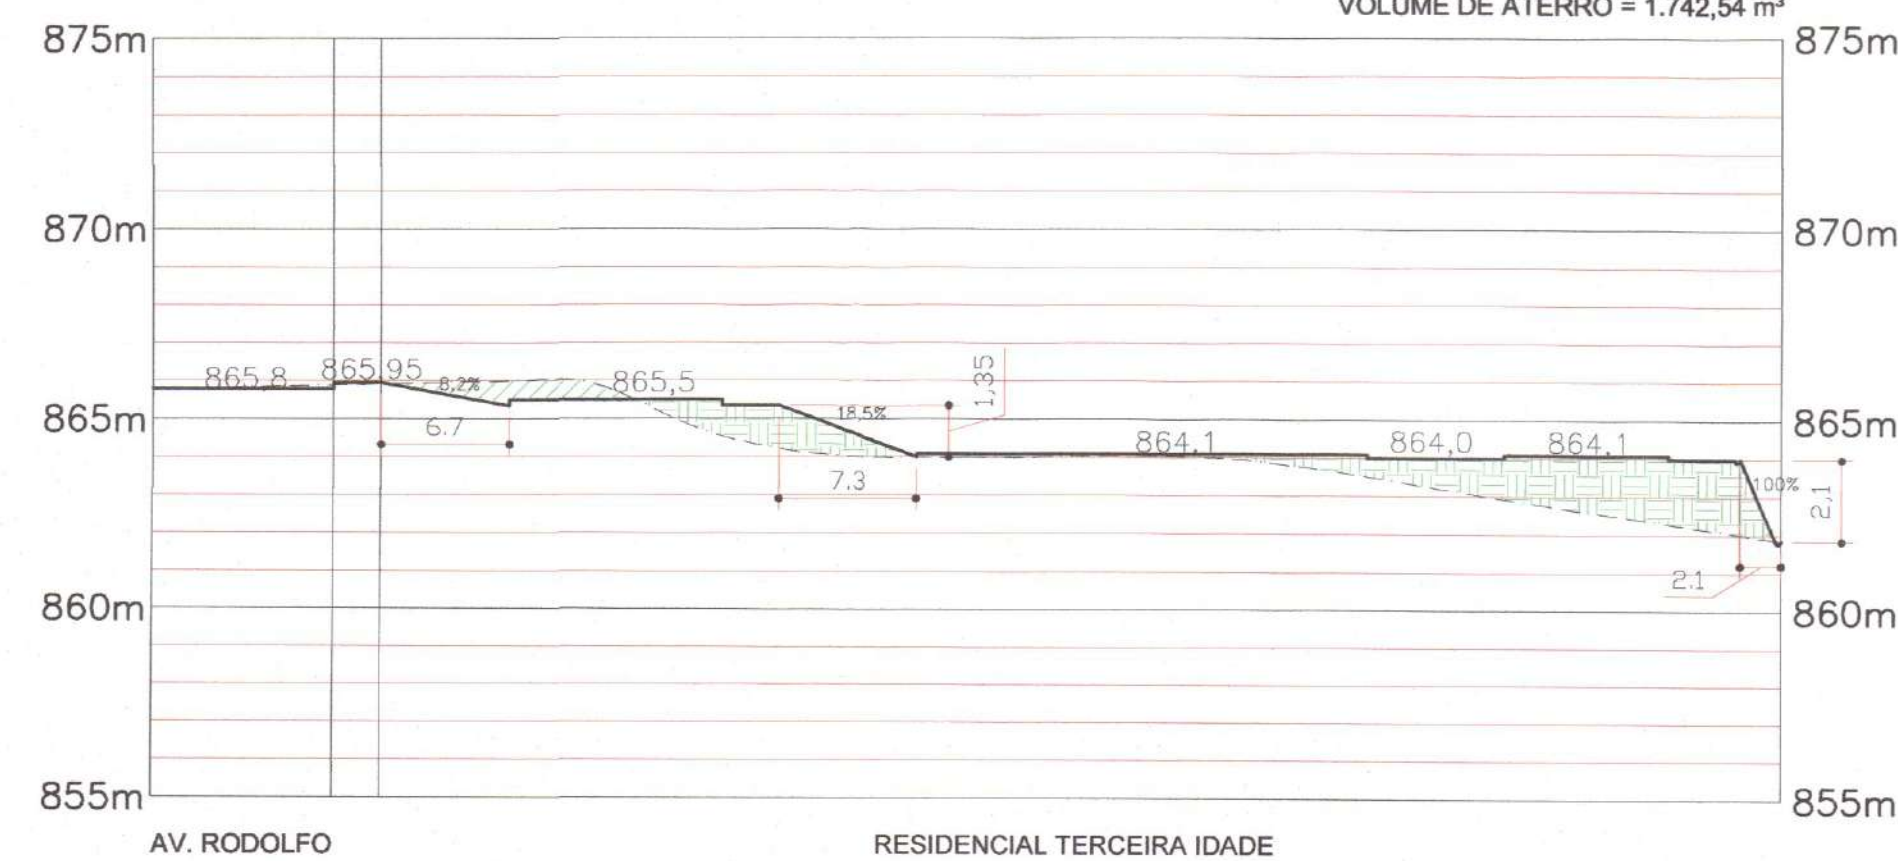 VOLUME DE ATERRO = 1.742,54 m³
875m 875m
870m 870m
865,8 865,95 8,2% 865,5 1,35
865m 6.7 18,5% 864,1 864,0 864,1 865m
7.3 100% 2,1
2.1
860m 860m
855m 855m
AV. RODOLFO RESIDENCIAL TERCEIRA IDADE